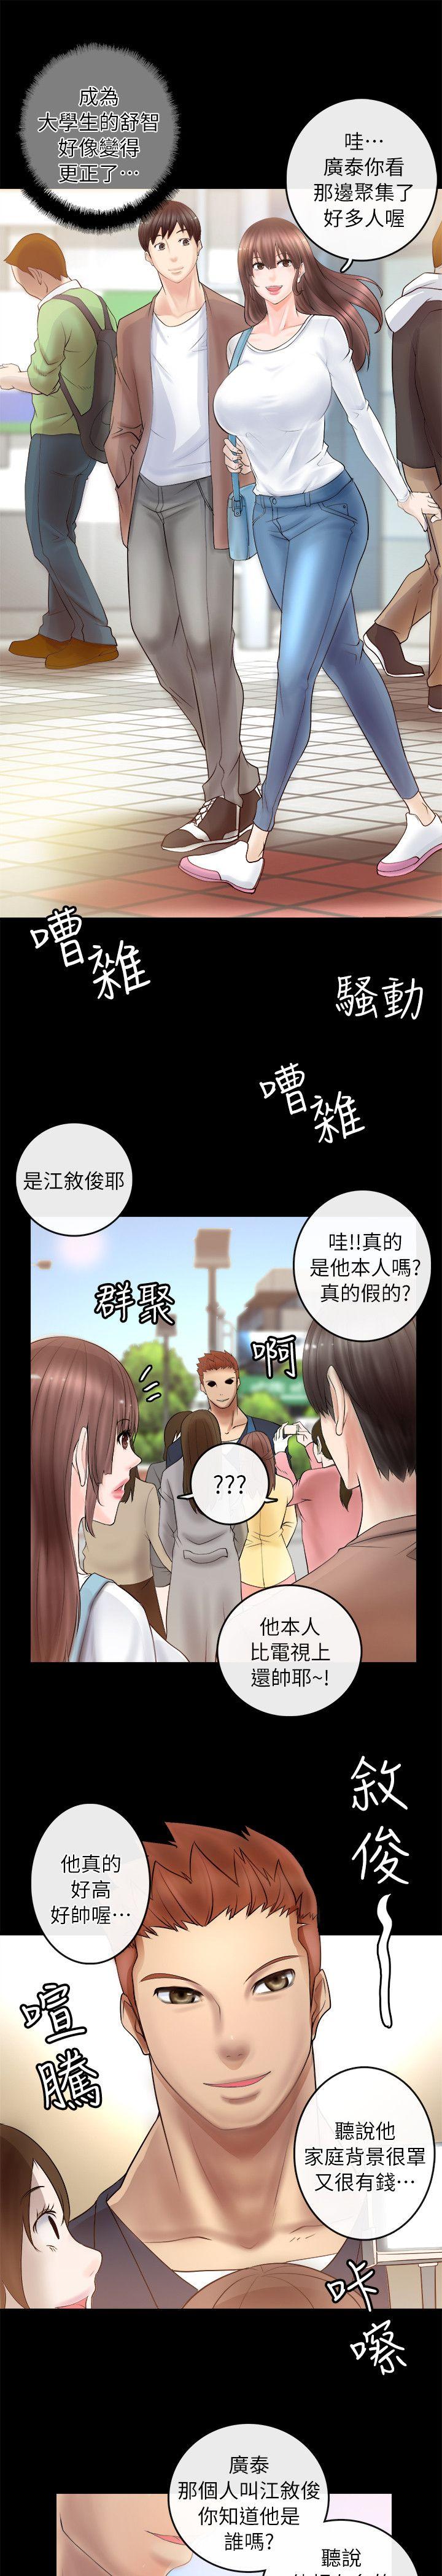 成為
大學生的舒智
好像變得
更正了…
哇…
廣泰你看
那邊聚集了
好多人喔
嘈雜
騷動
嘈雜
是江敘俊耶
哇!!真的
是他本人嗎?
真的假的?
群聚
啊
???
他本人
比電視上
還帥耶~!
敘俊
他真的
好高
好帥喔…
喧騰
聽說他
家庭背景很罩
又很有錢…
咔嚓
廣泰
那個人叫江敘俊
你知道他是
誰嗎?
聽說